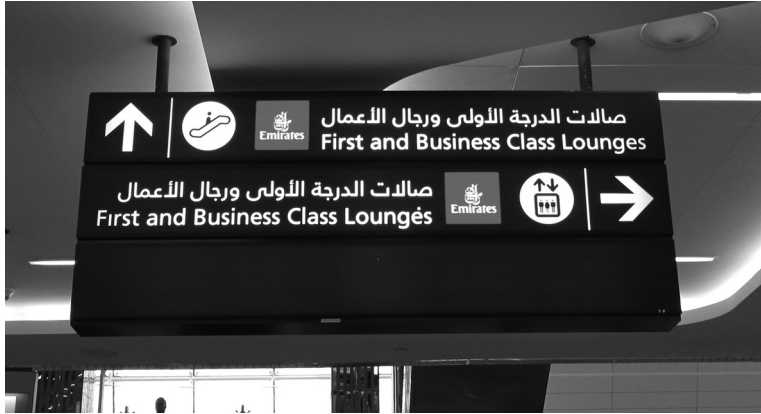 صالات الدرجة الأولى ورجال الأعمال
Emirates First and Business Class Lounges
صالات الدرجة الأولى ورجال الأعمال
First and Business Class Lounges Emirates